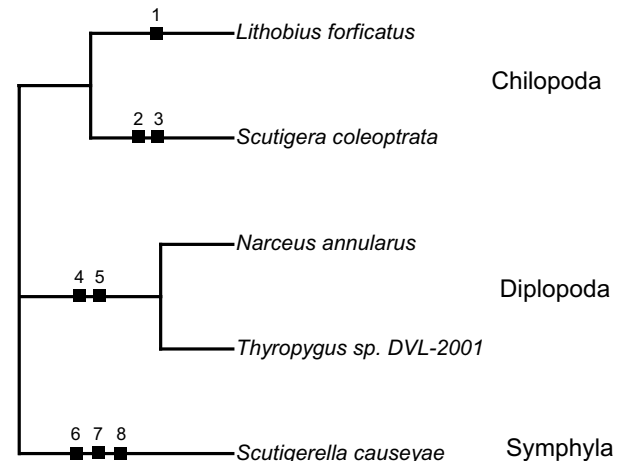 1
Lithobius forficatus
Chilopoda
2 3
Scutigera coleoptrata
Narceus annularus
4 5
Diplopoda
Thyropygus sp. DVL-2001
6 7 8
Scutigerella causeyae
Symphyla